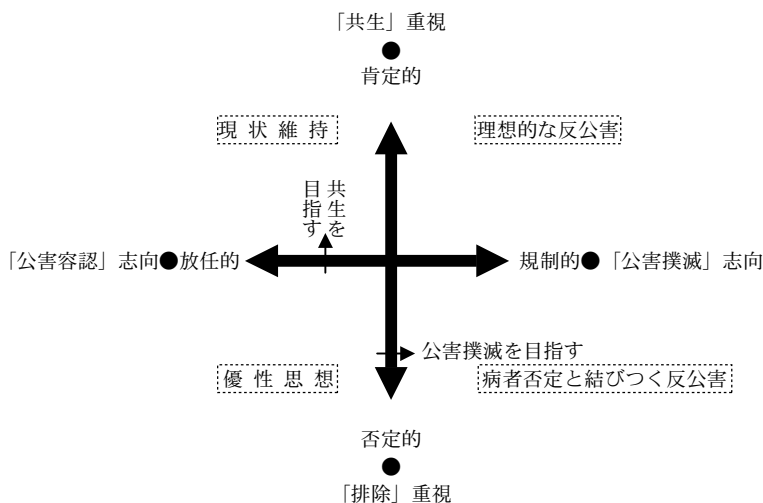 「共生」重視
●
肯定的
現状維持
理想的な反公害
共生を
目指す
「公害容認」志向●放任的
規制的●「公害撲滅」志向
公害撲滅を目指す
優性思想
病者否定と結びつく反公害
否定的
●
「排除」重視